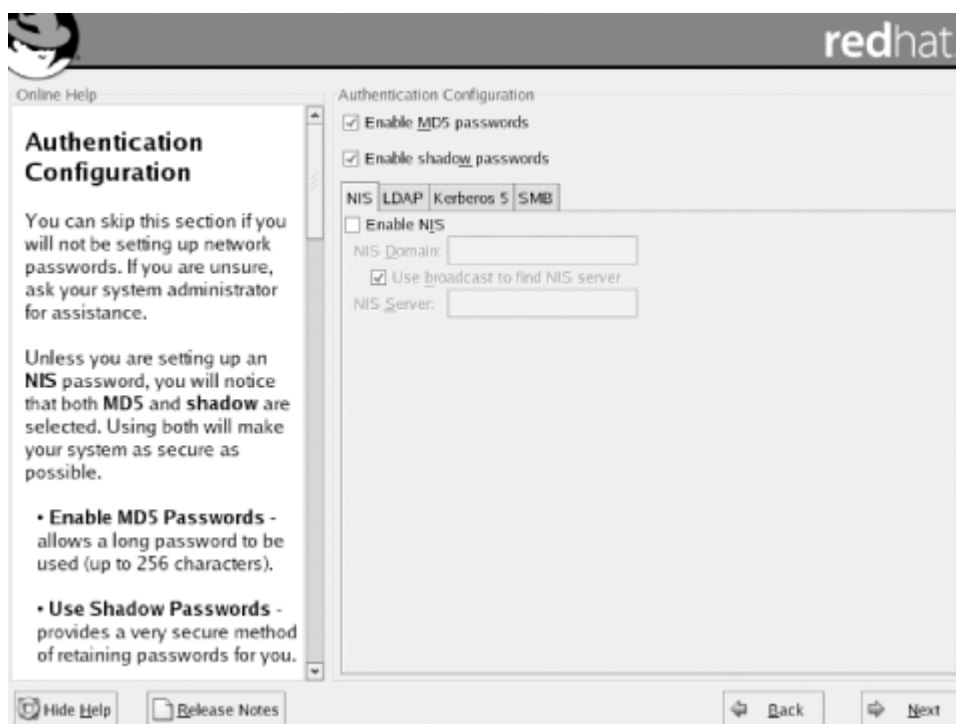 redhat.
Online Help
Authentication
Configuration
You can skip this section if you
will not be setting up network
passwords. If you are unsure,
ask your system administrator
for assistance.
Unless you are setting up an
NIS password, you will notice
that both MD5 and shadow are
selected. Using both will make
your system as secure as
possible.
• Enable MD5 Passwords -
allows a long password to be
used (up to 256 characters).
• Use Shadow Passwords -
provides a very secure method
of retaining passwords for you.
Authentication Configuration
Enable MD5 passwords
Enable shadow passwords
NIS LDAP Kerberos 5 SMB
Enable NIS
NIS Domain:
Use broadcast to find NIS server
NIS Server:
Hide Help
Release Notes
Back
Next